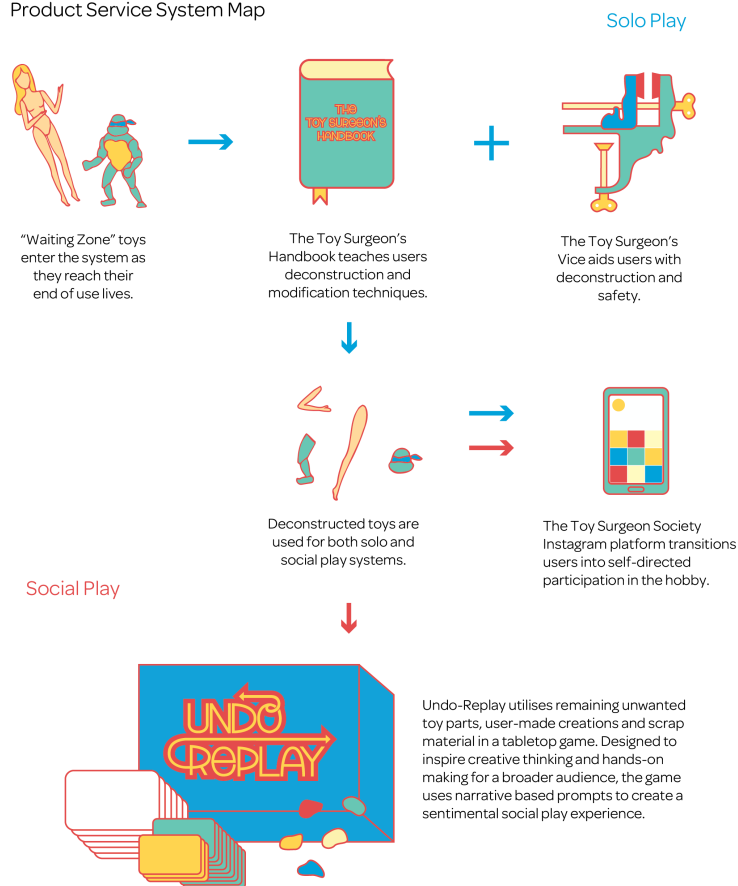 Product Service System Map
Solo Play
THE
TOY SURGEON'S
HANDBOOK
"Waiting Zone" toys
enter the system as
they reach their
end of use lives.
The Toy Surgeon's
Handbook teaches users
deconstruction and
modification techniques.
The Toy Surgeon's
Vice aids users with
deconstruction and
safety.
Deconstructed toys are
used for both solo and
social play systems.
The Toy Surgeon Society
Instagram platform transitions
users into self-directed
participation in the hobby.
Social Play
UNDO
REPLAY
Undo-Replay utilises remaining unwanted
toy parts, user-made creations and scrap
material in a tabletop game. Designed to
inspire creative thinking and hands-on
making for a broader audience, the game
uses narrative based prompts to create a
sentimental social play experience.